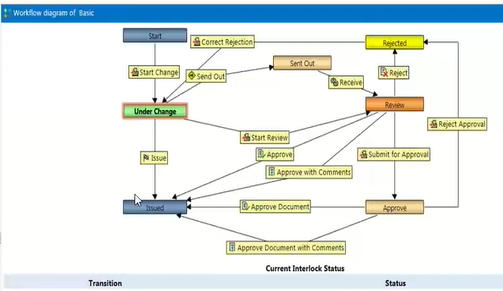 Workflow diagram of Basic
Start
Correct Rejection
Rejected
Sent Out
Start Change
Send Out
Reject
Receive
Under Change
Review
Reject Approval
Start Review
Issue
Approve
Submit for Approval
Approve with Comments
Issued
Approve Document
Approve
Approve Document with Comments
Current Interlock Status
Transition
Status